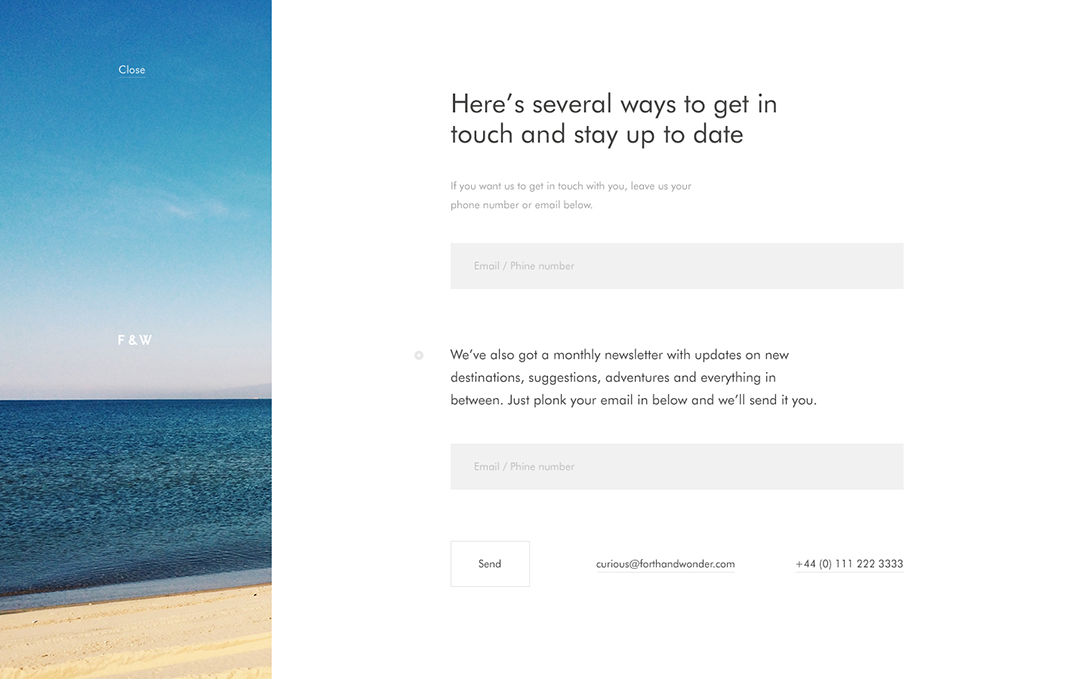 Close
F & W
Here's several ways to get in
touch and stay up to date
If you want us to get in touch with you, leave us your
phone number or email below.
Email / Phine number
We've also got a monthly newsletter with updates on new
destinations, suggestions, adventures and everything in
between. Just plonk your email in below and we'll send it you.
Email / Phine number
Send
curious@forthandwonder.com
+44 (0) 111 222 3333